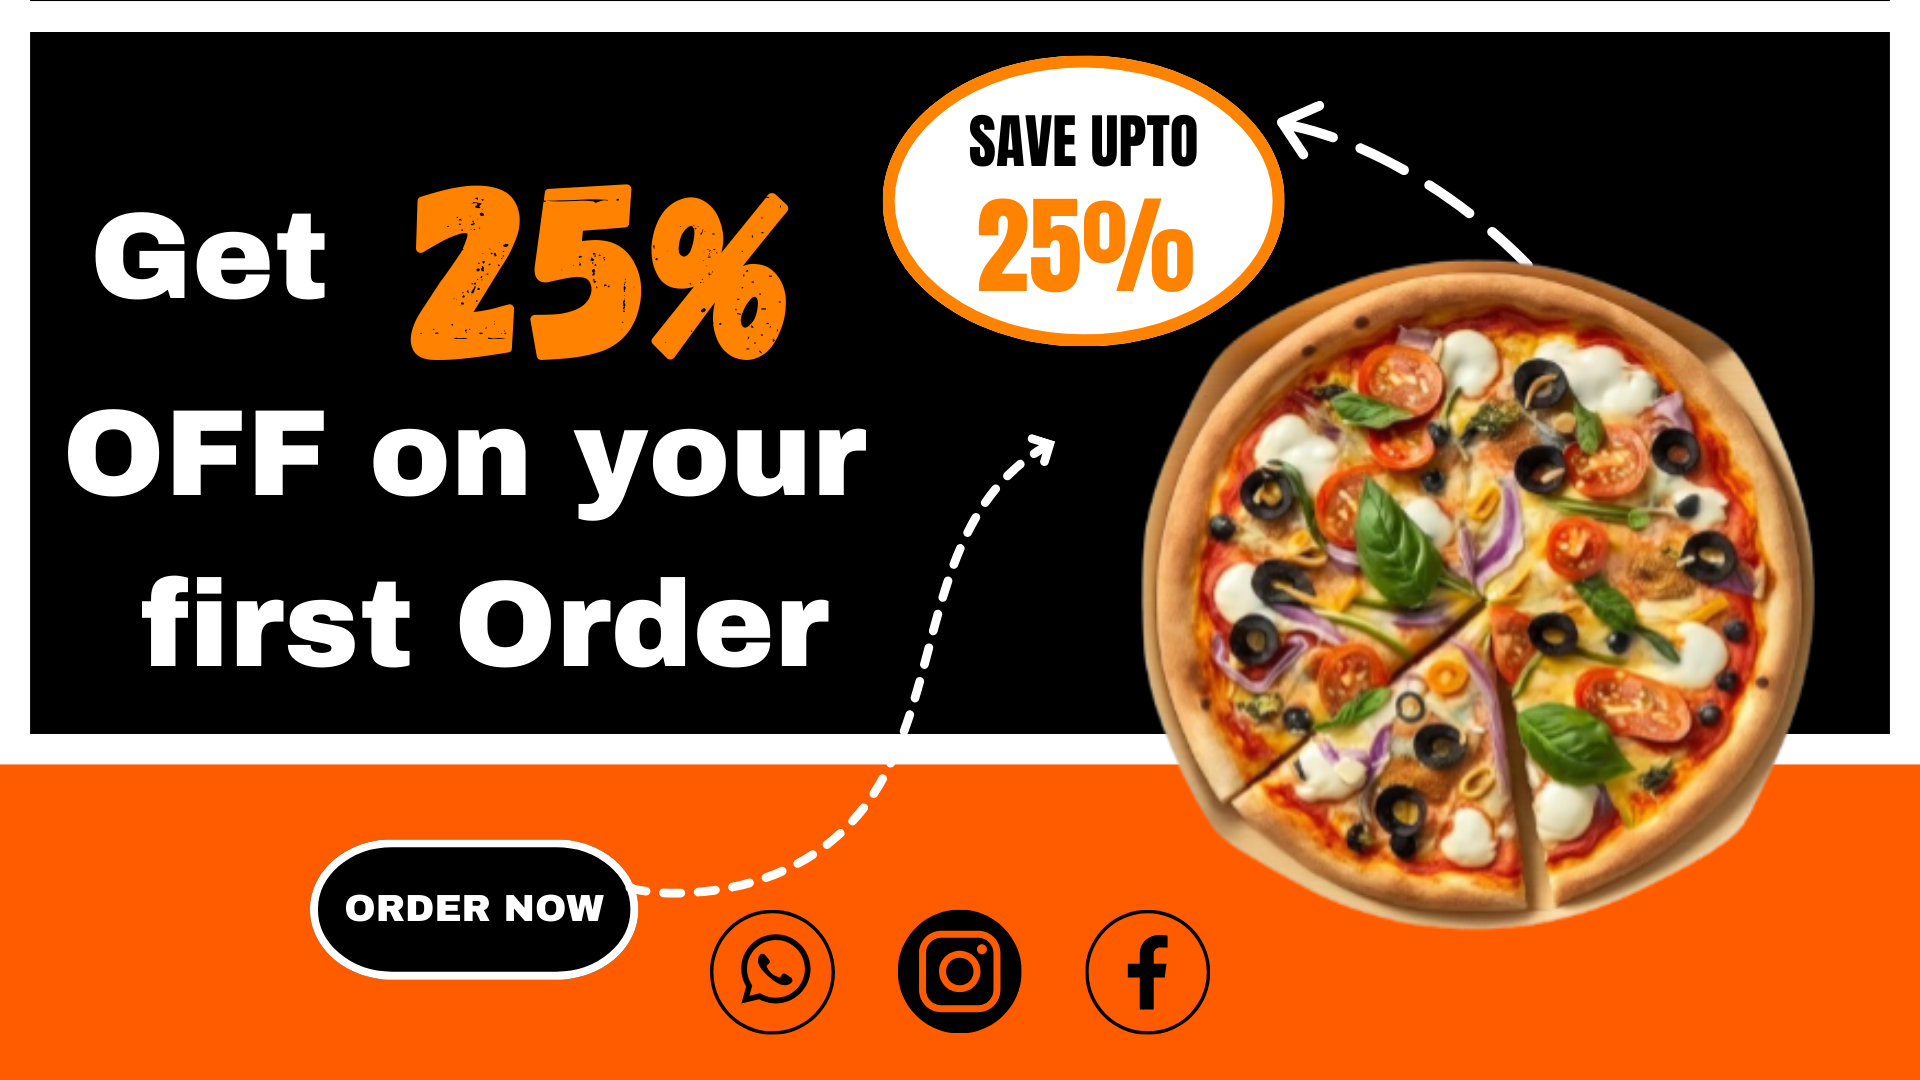 Get 25%
OFF on your
first Order
SAVE UPTO
25%
ORDER NOW